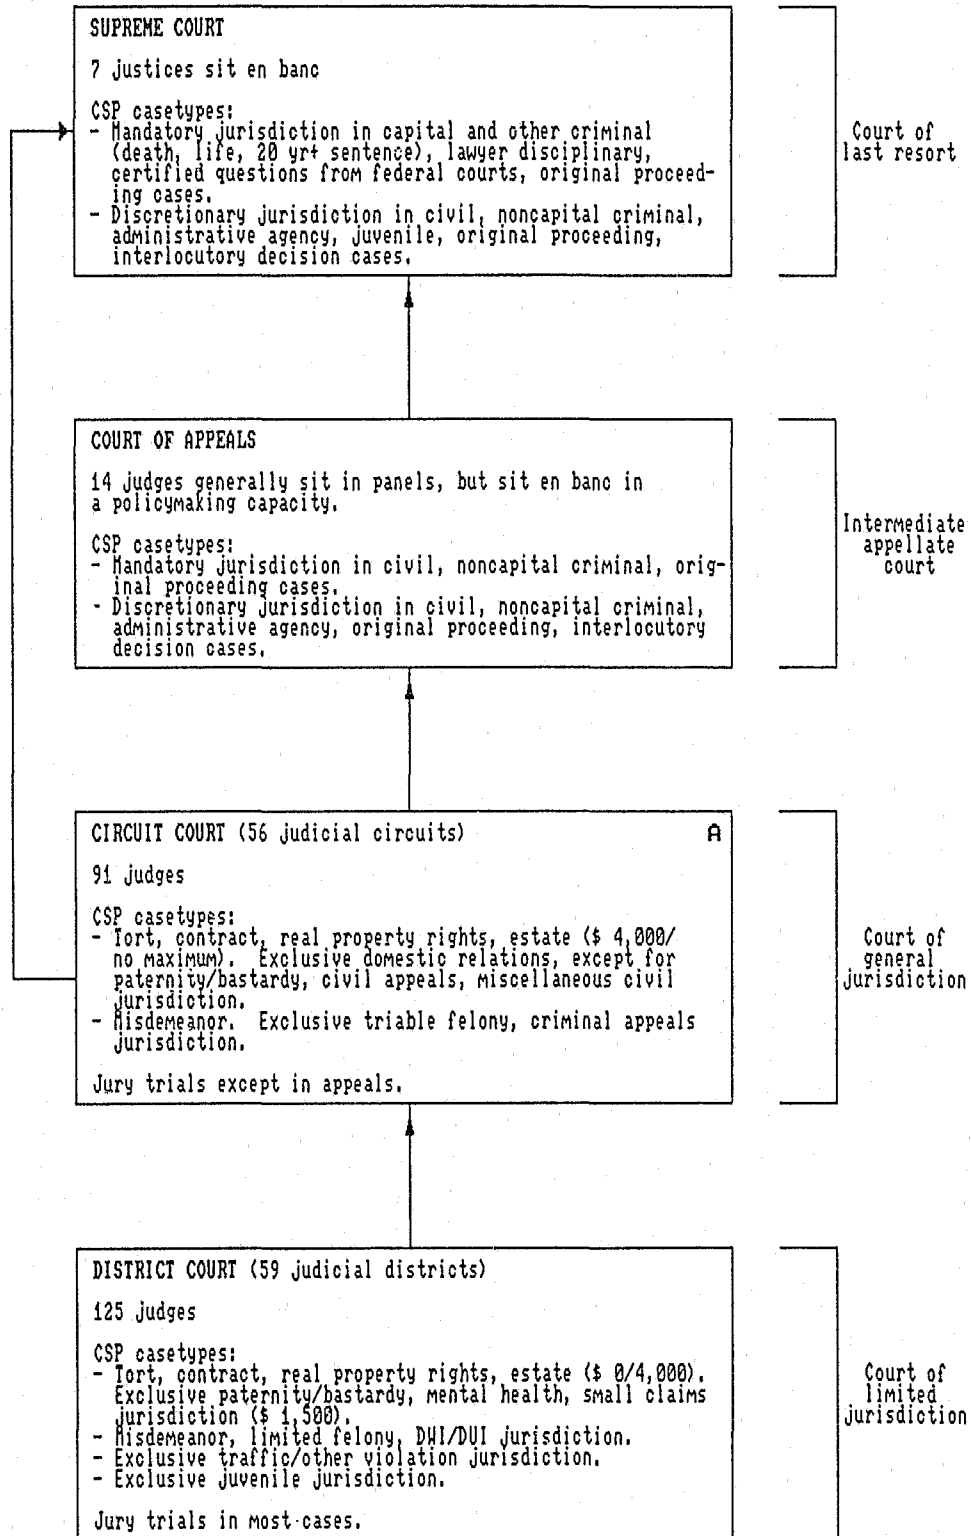 SUPREME COURT
7 justices sit en banc
CSP casetypes:
- Mandatory jurisdiction in capital and other criminal
(death, life, 20 yr+ sentence), lawyer disciplinary,
certified questions from federal courts, original proceed-
ing cases.
- Discretionary jurisdiction in civil, noncapital criminal,
administrative agency, juvenile, original proceeding,
interlocutory decision cases.
Court of
last resort
COURT OF APPEALS
14 judges generally sit in panels, but sit en banc in
a policymaking capacity.
CSP casetypes:
- Mandatory jurisdiction in civil, noncapital criminal, orig-
inal proceeding cases.
- Discretionary jurisdiction in civil, noncapital criminal,
administrative agency, original proceeding, interlocutory
decision cases.
Intermediate
appellate
court
CIRCUIT COURT (56 judicial circuits) A
91 judges
CSP casetypes:
- Tort, contract, real property rights, estate ($ 4,000/
no maximum). Exclusive domestic relations, except for
paternity/bastardy, civil appeals, miscellaneous civil
jurisdiction.
- Misdemeanor. Exclusive triable felony, criminal appeals
jurisdiction.
Jury trials except in appeals.
Court of
general
jurisdiction
DISTRICT COURT (59 judicial districts)
125 judges
CSP casetypes:
- Tort, contract, real property rights, estate ($ 0/4,000).
Exclusive paternity/bastardy, mental health, small claims
jurisdiction ($ 1,500).
- Misdemeanor, limited felony, DWI/DUI jurisdiction.
- Exclusive traffic/other violation jurisdiction.
- Exclusive juvenile jurisdiction.
Jury trials in most cases.
Court of
limited
jurisdiction